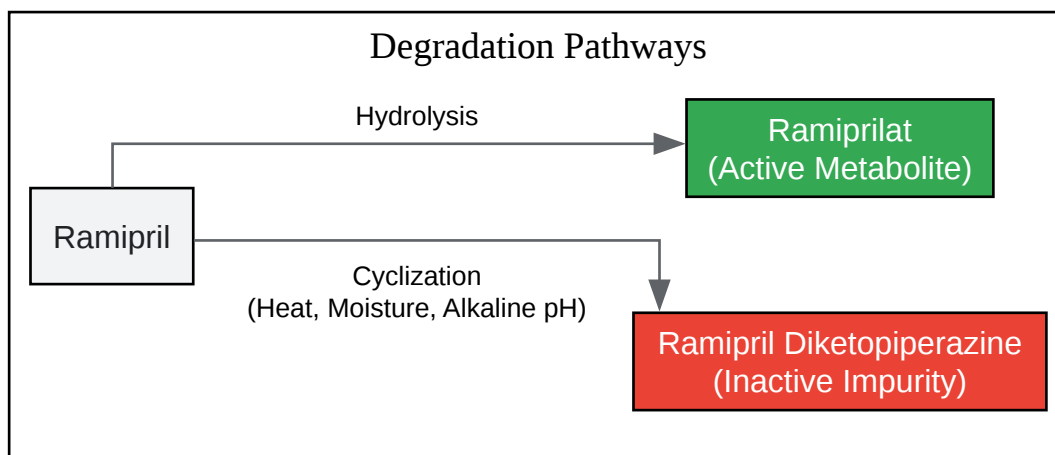 Degradation Pathways
Hydrolysis
Ramiprilat
(Active Metabolite)
Ramipril
Cyclization
(Heat, Moisture, Alkaline pH)
Ramipril Diketopiperazine
(Inactive Impurity)